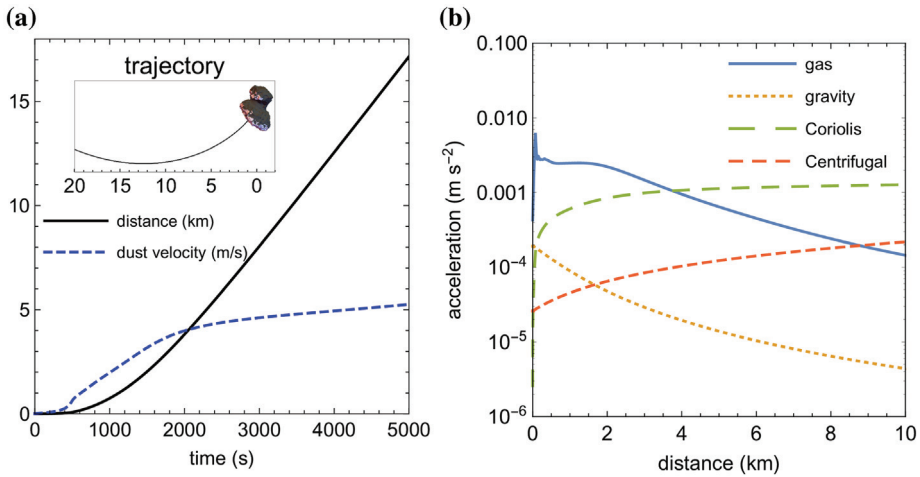 (a)
15
10
5
0
trajectory
20 15 10 5 0
distance (km)
dust velocity (m/s)
0 1000 2000 3000 4000 5000
time (s)
(b)
acceleration (m s⁻²)
0.100
0.010
0.001
10⁻⁴
10⁻⁵
10⁻⁶
gas
gravity
Coriolis
Centrifugal
0 2 4 6 8 10
distance (km)